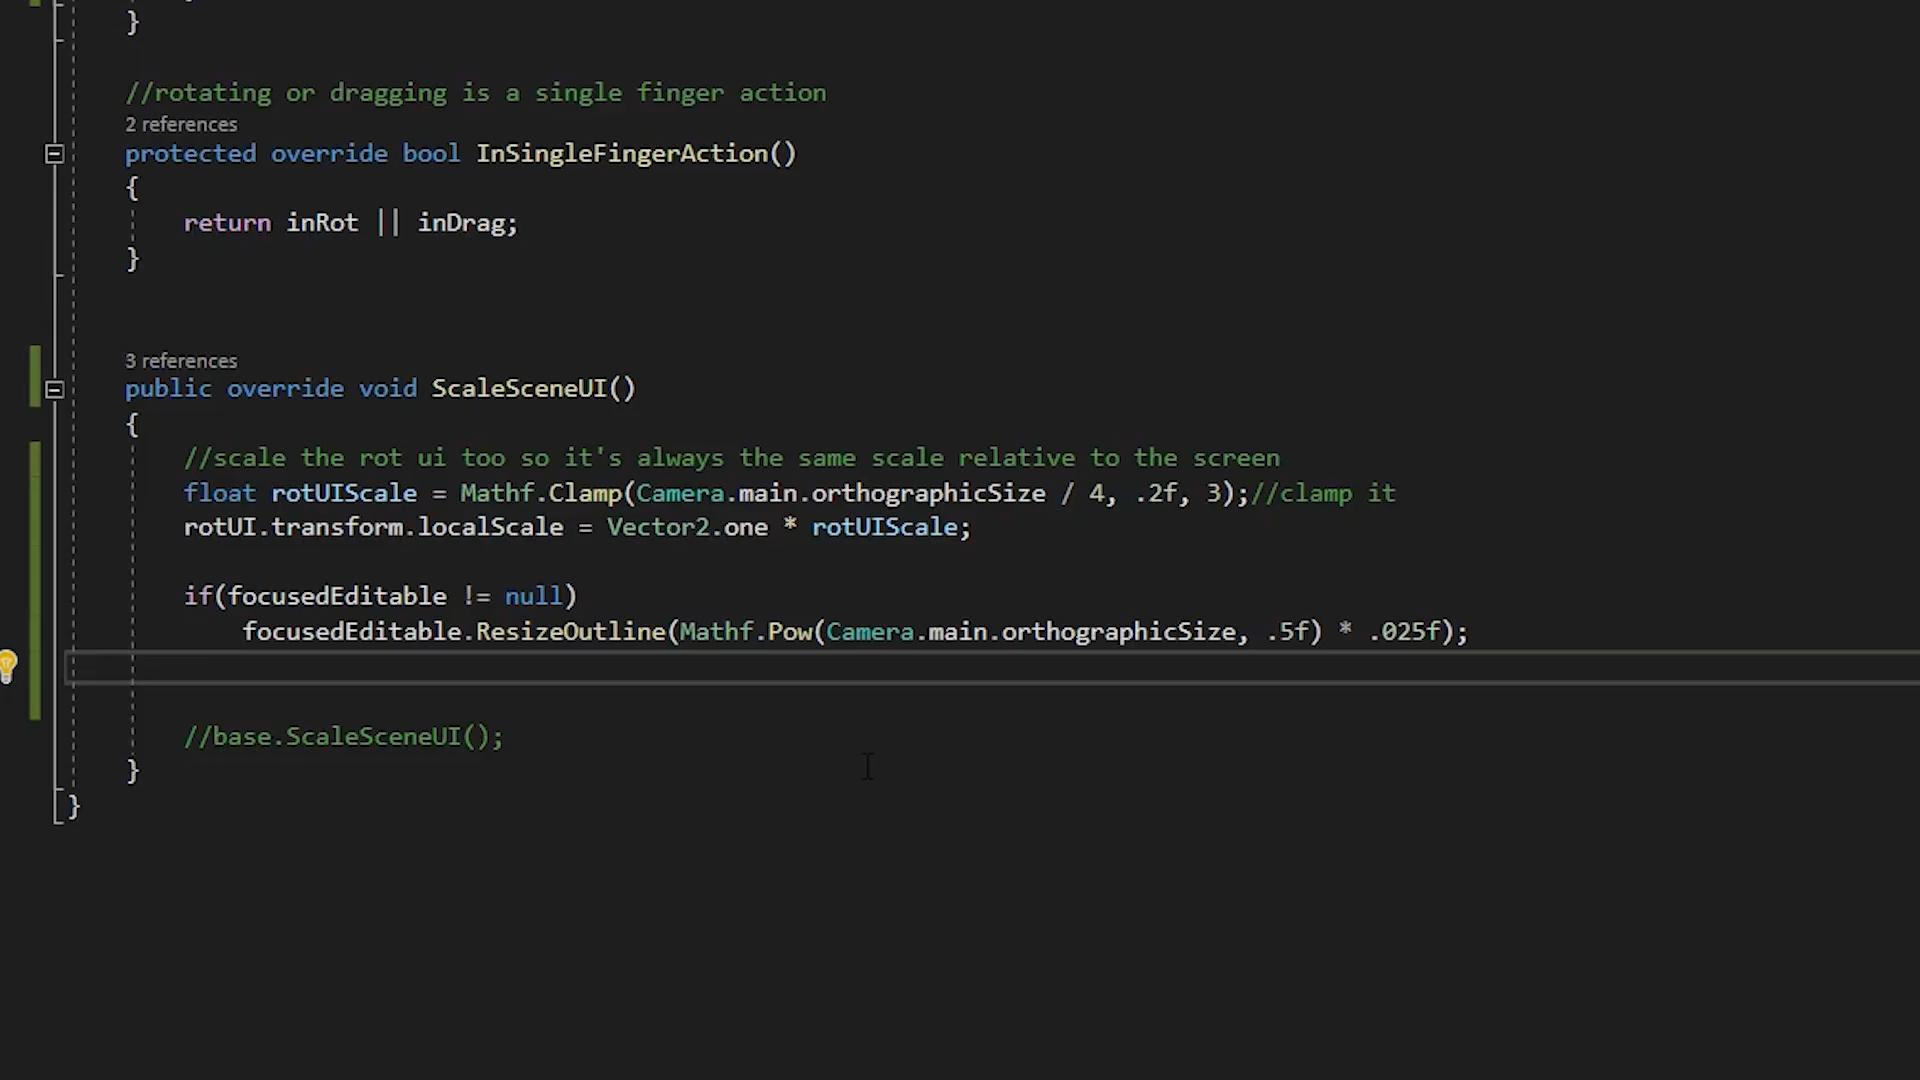 }
//rotating or dragging is a single finger action
2 references
protected override bool InSingleFingerAction()
{
return inRot || inDrag;
}
3 references
public override void ScaleSceneUI()
{
//scale the rot ui too so it's always the same scale relative to the screen
float rotUIScale = Mathf.Clamp(Camera.main.orthographicSize / 4, .2f, 3);//clamp it
rotUI.transform.localScale = Vector2.one * rotUIScale;
if(focusedEditable != null)
focusedEditable.ResizeOutline(Mathf.Pow(Camera.main.orthographicSize, .5f) * .025f);
//base.ScaleSceneUI();
}
}